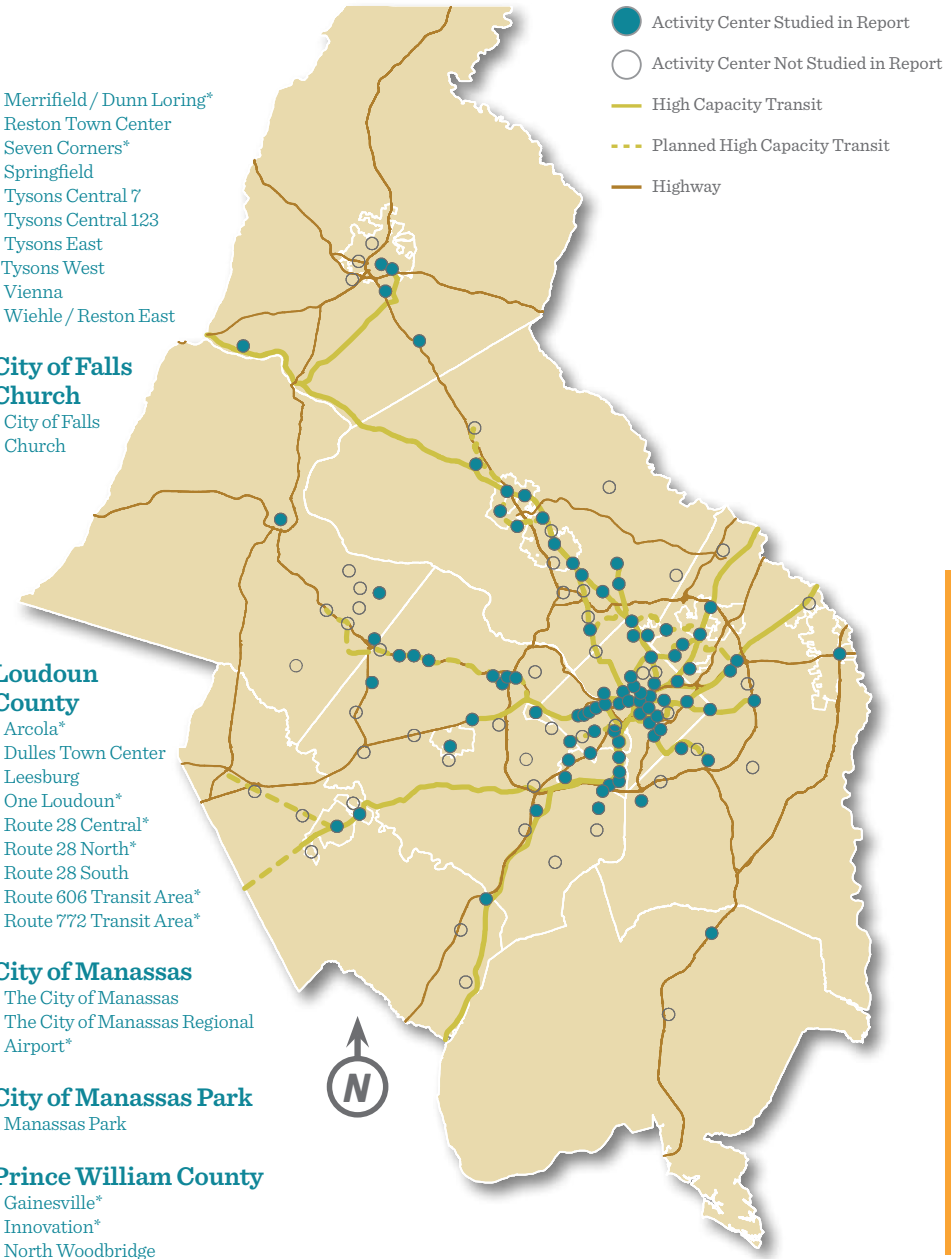 Merrifield / Dunn Loring*
Reston Town Center
Seven Corners*
Springfield
Tysons Central 7
Tysons Central 123
Tysons East
Tysons West
Vienna
Wiehle / Reston East
City of Falls
Church
City of Falls
Church
Loudoun
County
Arcola*
Dulles Town Center
Leesburg
One Loudoun*
Route 28 Central*
Route 28 North*
Route 28 South
Route 606 Transit Area*
Route 772 Transit Area*
City of Manassas
The City of Manassas
The City of Manassas Regional
Airport*
City of Manassas Park
Manassas Park
Prince William County
Gainesville*
Innovation*
North Woodbridge
Activity Center Studied in Report
Activity Center Not Studied in Report
High Capacity Transit
Planned High Capacity Transit
Highway
N